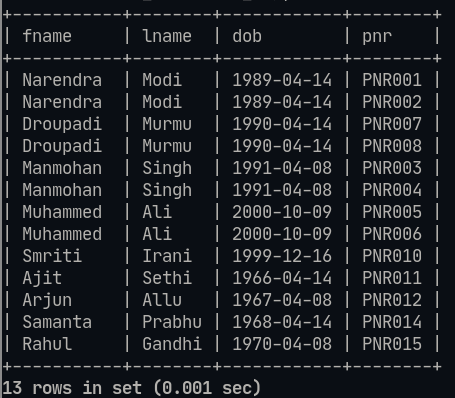 +-----------+--------+------------+--------+
| fname     | lname  | dob        | pnr    |
+-----------+--------+------------+--------+
| Narendra  | Modi   | 1989-04-14 | PNR001 |
| Narendra  | Modi   | 1989-04-14 | PNR002 |
| Droupadi  | Murmu  | 1990-04-14 | PNR007 |
| Droupadi  | Murmu  | 1990-04-14 | PNR008 |
| Manmohan  | Singh  | 1991-04-08 | PNR003 |
| Manmohan  | Singh  | 1991-04-08 | PNR004 |
| Muhammed  | Ali    | 2000-10-09 | PNR005 |
| Muhammed  | Ali    | 2000-10-09 | PNR006 |
| Smriti    | Irani  | 1999-12-16 | PNR010 |
| Ajit      | Sethi  | 1966-04-14 | PNR011 |
| Arjun     | Allu   | 1967-04-08 | PNR012 |
| Samanta   | Prabhu | 1968-04-14 | PNR014 |
| Rahul     | Gandhi | 1970-04-08 | PNR015 |
+-----------+--------+------------+--------+
13 rows in set (0.001 sec)